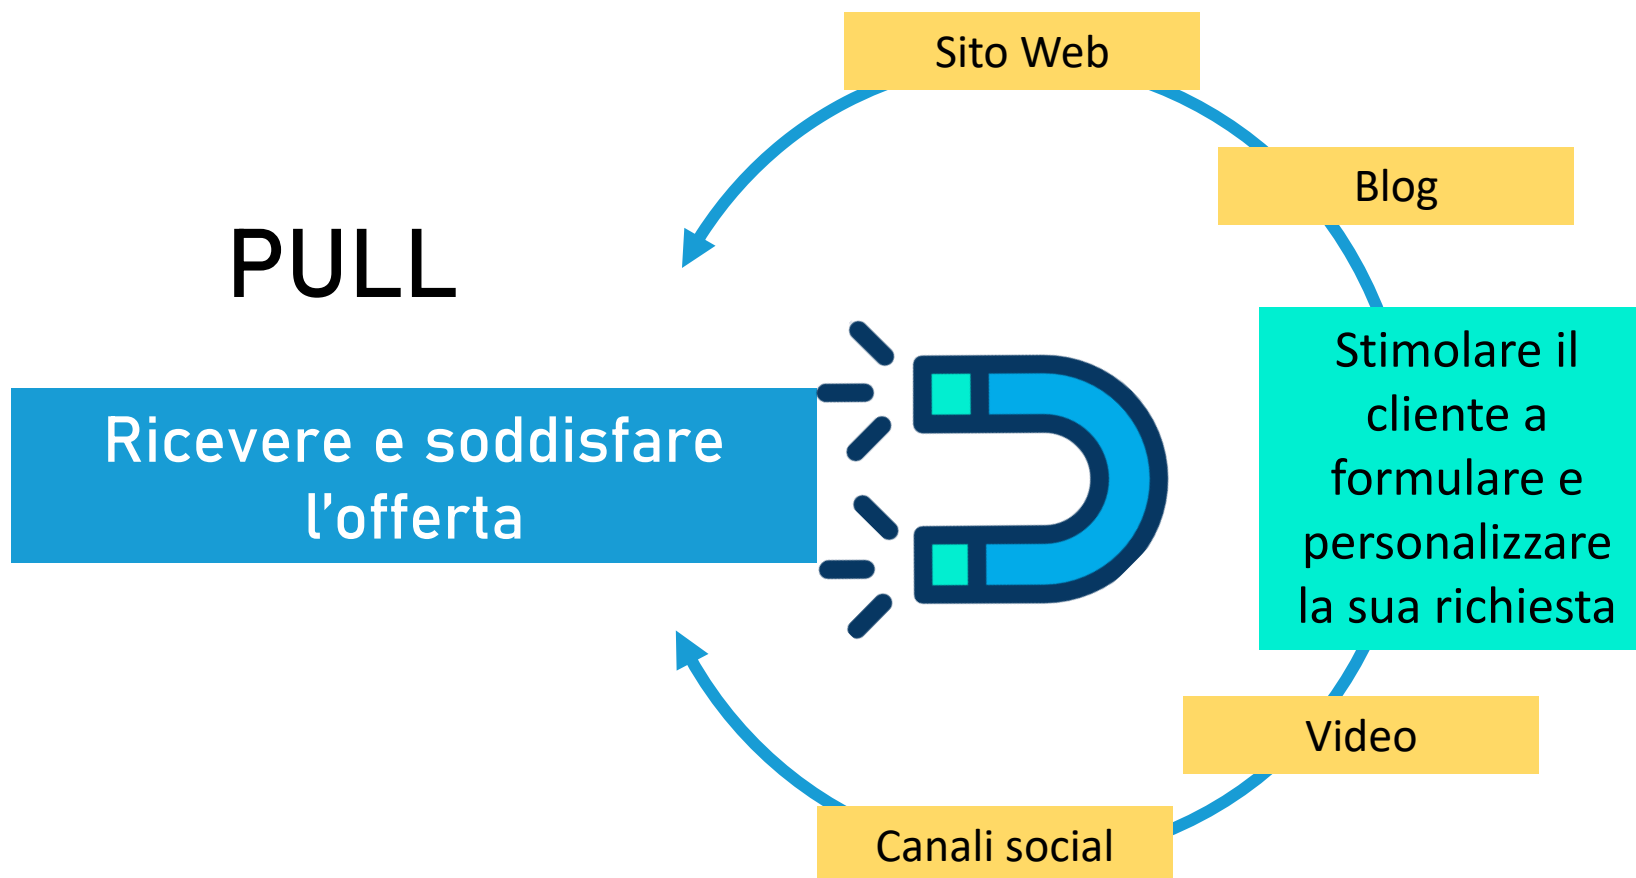 Sito Web
Blog
PULL
Stimolare il
cliente a
formulare e
personalizzare
la sua richiesta
Ricevere e soddisfare
l’offerta
Video
Canali social